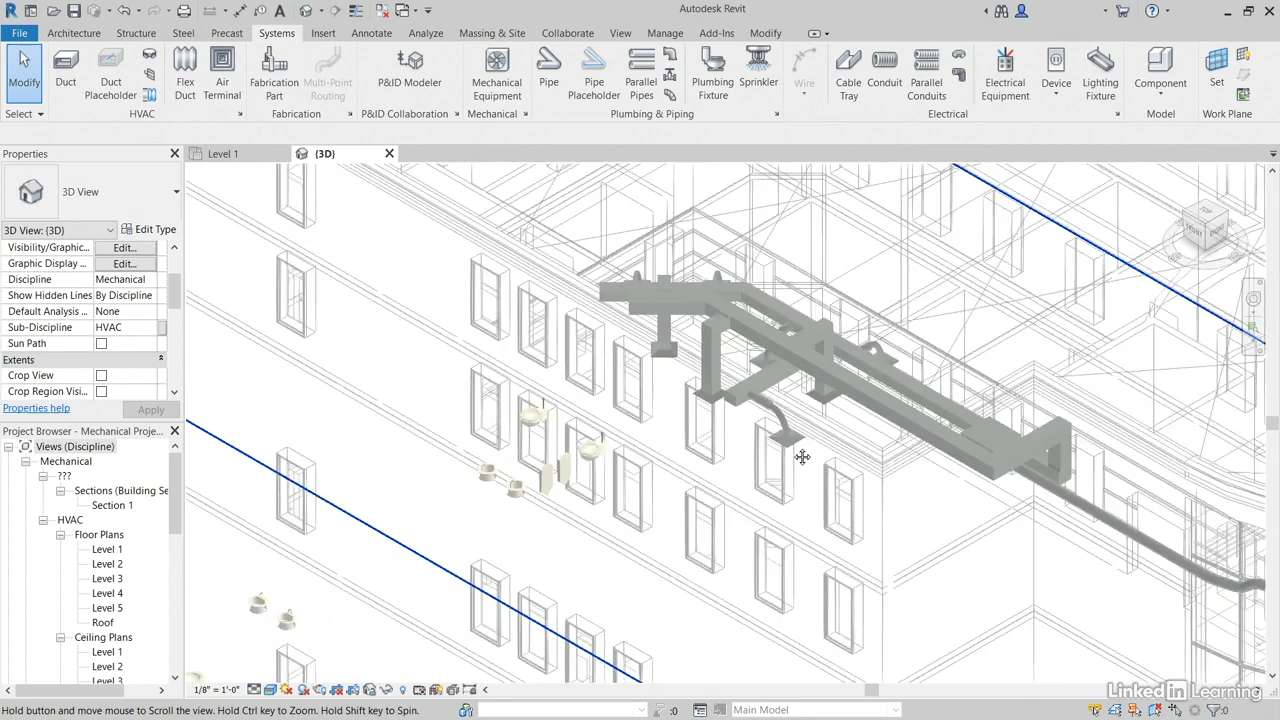 Autodesk Revit
File Architecture Structure Steel Precast Systems Insert Annotate Analyze Massing & Site Collaborate View Manage Add-Ins Modify
Modify
Duct
Duct
Placeholder
Flex
Duct
Air
Terminal
Fabrication
Part
Multi-Point
Routing
P&ID Modeler
Mechanical
Equipment
Pipe
Pipe
Placeholder
Parallel
Pipes
Plumbing
Fixture
Sprinkler
Wire
Cable
Tray
Conduit
Parallel
Conduits
Electrical
Equipment
Device
Lighting
Fixture
Component
Set
Select HVAC Fabrication P&ID Collaboration Mechanical Plumbing & Piping Electrical Model Work Plane
Properties
Level 1
(3D)
3D View
3D View: (3D)
Edit Type
Visibility/Graphic... Edit...
Graphic Display ... Edit...
Discipline Mechanical
Show Hidden Lines By Discipline
Default Analysis ... None
Sub-Discipline HVAC
Sun Path
Extents
Crop View
Crop Region Visi...
Properties help
Apply
Project Browser - Mechanical Proje...
Views (Discipline)
Mechanical
???
Sections (Building Se
Section 1
HVAC
Floor Plans
Level 1
Level 2
Level 3
Level 4
Level 5
Roof
Ceiling Plans
Level 1
Level 2
Level 3
TOP
FRONT
1/8" = 1'-0"
LinkedIn Learning
Hold button and move mouse to Scroll the view. Hold Ctrl key to Zoom. Hold Shift key to Spin.
:0
Main Model
:0